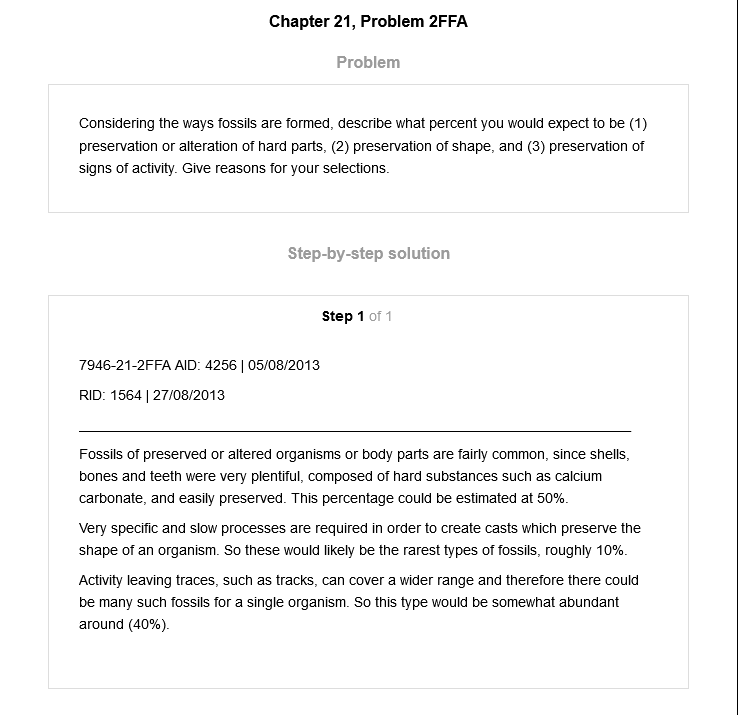 Chapter 21, Problem 2FFA
Problem
Considering the ways fossils are formed, describe what percent you would expect to be (1)
preservation or alteration of hard parts, (2) preservation of shape, and (3) preservation of
signs of activity. Give reasons for your selections.
Step-by-step solution
Step 1 of 1
7946-21-2FFA AID: 4256 | 05/08/2013
RID: 1564 | 27/08/2013
Fossils of preserved or altered organisms or body parts are fairly common, since shells,
bones and teeth were very plentiful, composed of hard substances such as calcium
carbonate, and easily preserved. This percentage could be estimated at 50%.
Very specific and slow processes are required in order to create casts which preserve the
shape of an organism. So these would likely be the rarest types of fossils, roughly 10%.
Activity leaving traces, such as tracks, can cover a wider range and therefore there could
be many such fossils for a single organism. So this type would be somewhat abundant
around (40%).